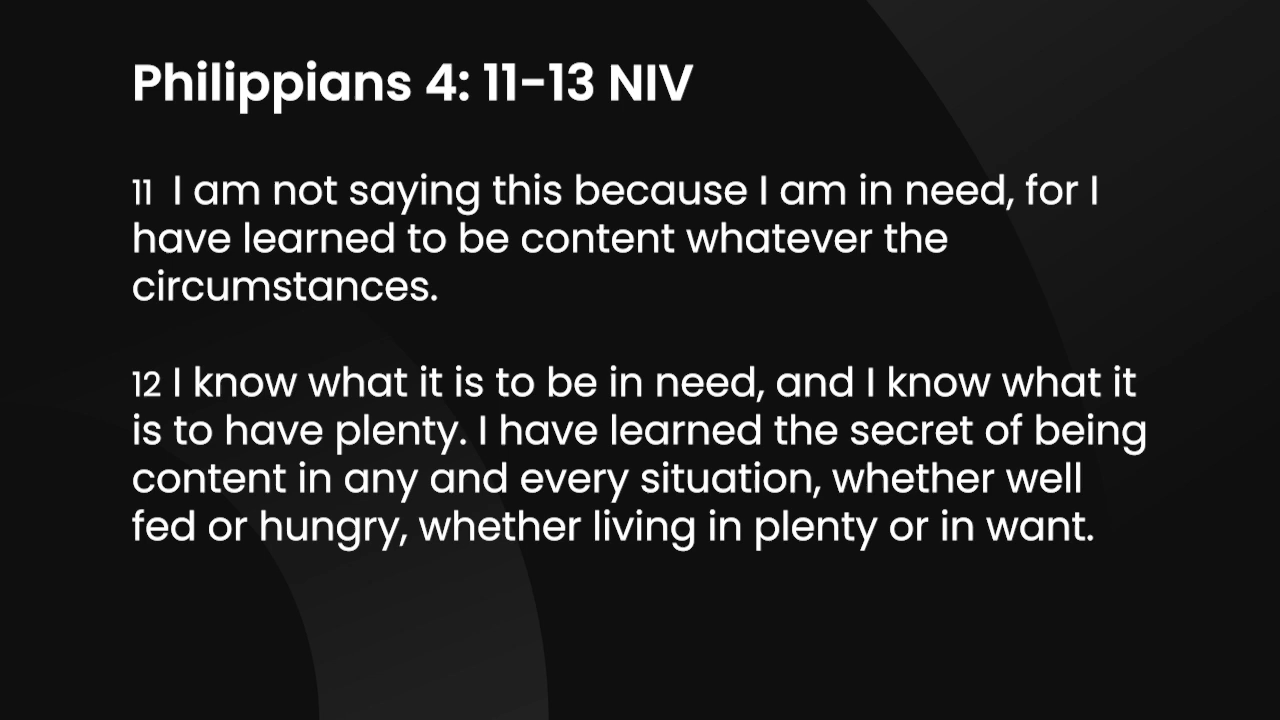 Philippians 4: 11-13 NIV
11 I am not saying this because I am in need, for I
have learned to be content whatever the
circumstances.
12 I know what it is to be in need, and I know what it
is to have plenty. I have learned the secret of being
content in any and every situation, whether well
fed or hungry, whether living in plenty or in want.